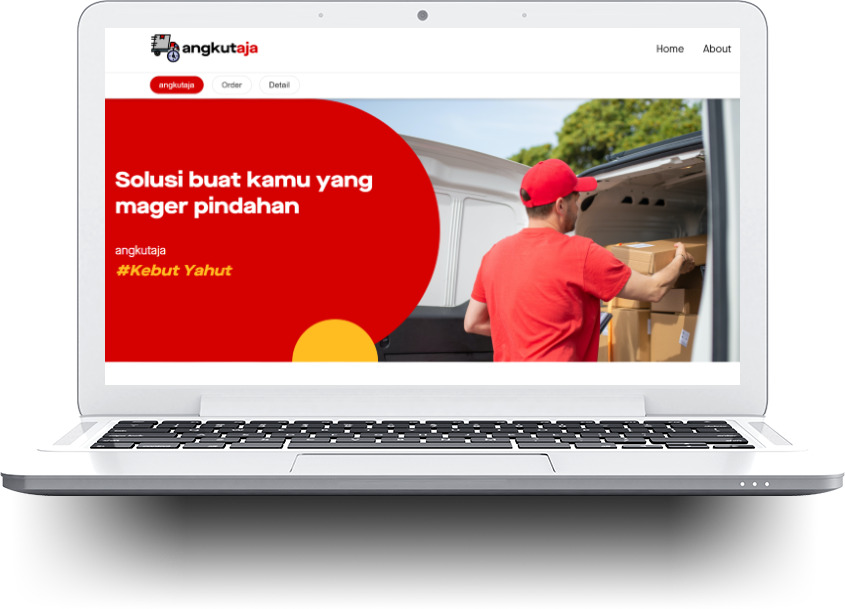 angkutaja
Home
About
angkutaja
Order
Detail
Solusi buat kamu yang
mager pindahan
angkutaja
#Kebut Yahut